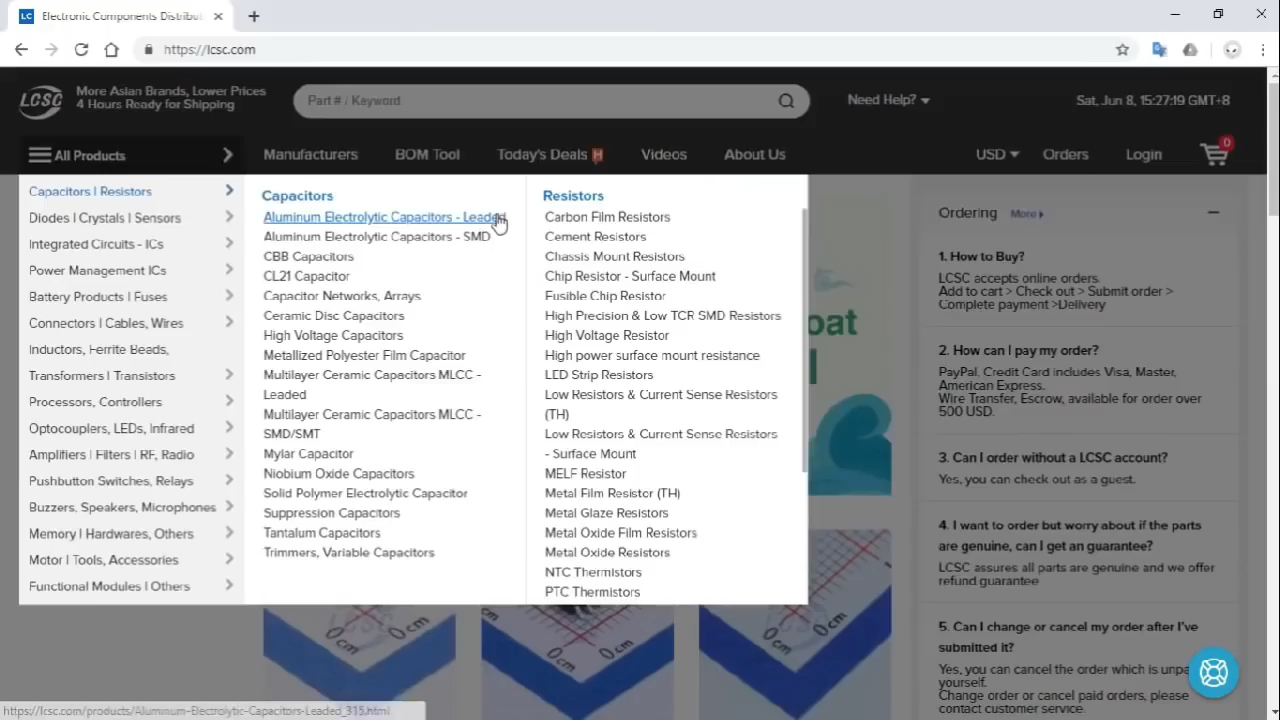 Electronic Components Distribut
https://lcsc.com
LCSC
More Asian Brands, Lower Prices
4 Hours Ready for Shipping
Part # / Keyword
Need Help?
Sat, Jun 8, 15:27:19 GMT+8
All Products
Manufacturers
BOM Tool
Today's Deals H
Videos
About Us
USD
Orders
Login
0
Capacitors | Resistors
Diodes | Crystals | Sensors
Integrated Circuits - ICs
Power Management ICs
Battery Products | Fuses
Connectors | Cables, Wires
Inductors, Ferrite Beads,
Transformers | Transistors
Processors, Controllers
Optocouplers, LEDs, Infrared
Amplifiers | Filters | RF, Radio
Pushbutton Switches, Relays
Buzzers, Speakers, Microphones
Memory | Hardwares, Others
Motor | Tools, Accessories
Functional Modules | Others
Capacitors
Aluminum Electrolytic Capacitors - Leaded
Aluminum Electrolytic Capacitors - SMD
CBB Capacitors
CL21 Capacitor
Capacitor Networks, Arrays
Ceramic Disc Capacitors
High Voltage Capacitors
Metallized Polyester Film Capacitor
Multilayer Ceramic Capacitors MLCC -
Leaded
Multilayer Ceramic Capacitors MLCC -
SMD/SMT
Mylar Capacitor
Niobium Oxide Capacitors
Solid Polymer Electrolytic Capacitor
Suppression Capacitors
Tantalum Capacitors
Trimmers, Variable Capacitors
Resistors
Carbon Film Resistors
Cement Resistors
Chassis Mount Resistors
Chip Resistor - Surface Mount
Fusible Chip Resistor
High Precision & Low TCR SMD Resistors
High Voltage Resistor
High power surface mount resistance
LED Strip Resistors
Low Resistors & Current Sense Resistors
(TH)
Low Resistors & Current Sense Resistors
- Surface Mount
MELF Resistor
Metal Film Resistor (TH)
Metal Glaze Resistors
Metal Oxide Film Resistors
Metal Oxide Resistors
NTC Thermistors
PTC Thermistors
oat
0cm
0cm
0cm
0cm
0cm
0cm
Ordering More
1. How to Buy?
LCSC accepts online orders.
Add to cart > Check out > Submit order >
Complete payment >Delivery
2. How can I pay my order?
PayPal. Credit Card includes Visa, Master,
American Express.
Wire Transfer, Escrow, available for order over
500 USD.
3. Can I order without a LCSC account?
Yes, you can check out as a guest.
4. I want to order but worry about if the parts
are genuine, can I get an guarantee?
LCSC assures all parts are genuine and we offer
refund guarantee
5. Can I change or cancel my order after I've
submitted it?
Yes, you can cancel the order which is unpa
yourself.
Change order or cancel paid orders, please
contact customer service.
https://lcsc.com/products/Aluminum-Electrolytic-Capacitors-Leaded_315.html